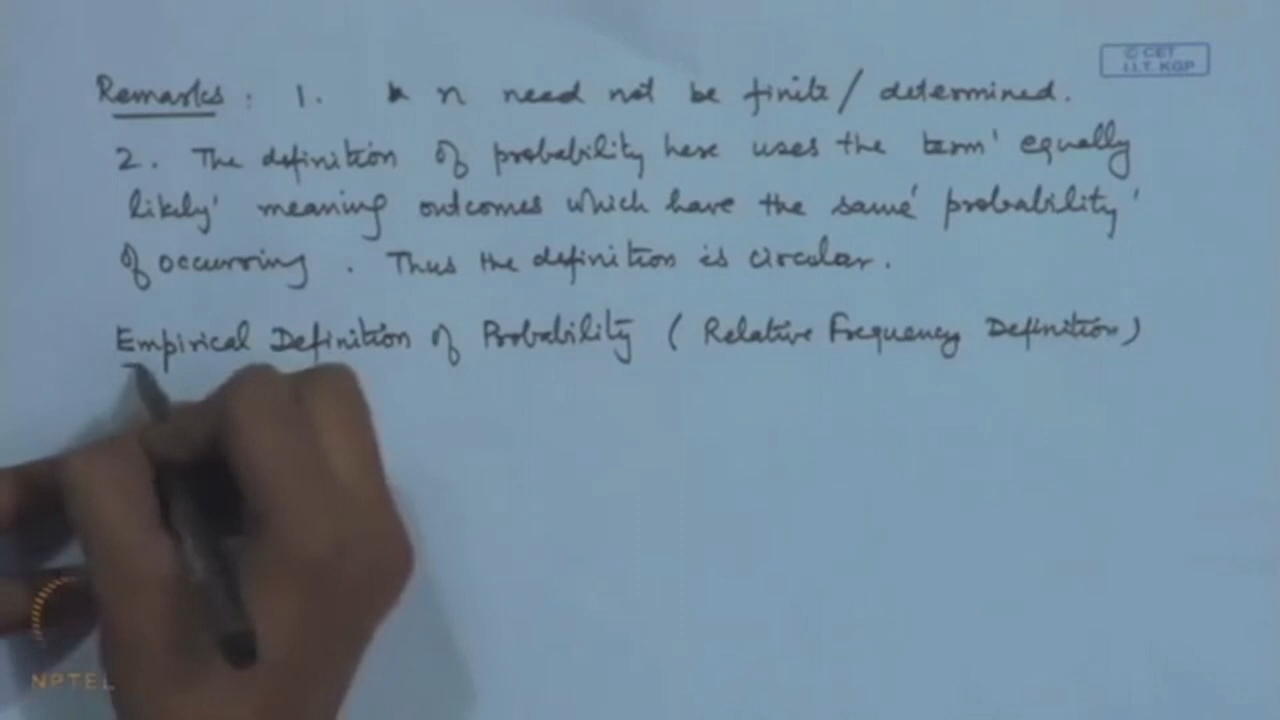 © CET
I.I.T. KGP
Remarks : 1. n need not be finite / determined.
2. The definition of probability here uses the term 'equally
likely' meaning outcomes which have the same 'probability'
of occurring. Thus the definition is circular.
Empirical Definition of Probability ( Relative Frequency Definition )
NPTEL